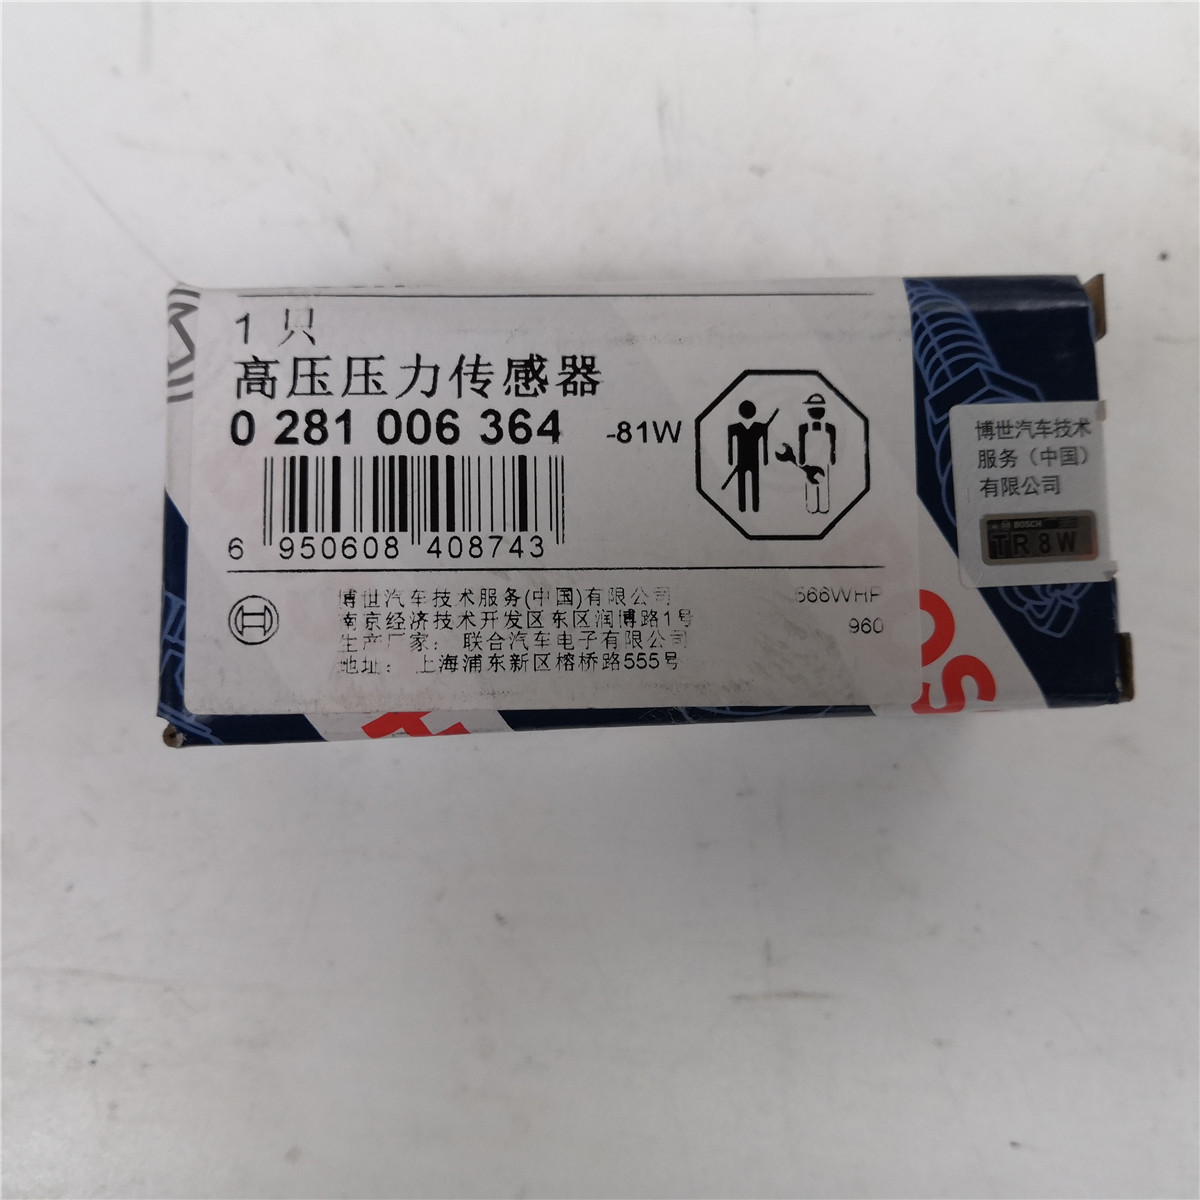 1 只
高压压力传感器
0 281 006 364 -81W
6 950608 408743
博世汽车技术服务(中国)有限公司
南京经济技术开发区东区润博路1号
生产厂家： 联合汽车电子有限公司
地址： 上海浦东新区榕桥路555号
566WHP
960
博世汽车技术
服务（中国）
有限公司
BOSCH
TR8W
OS